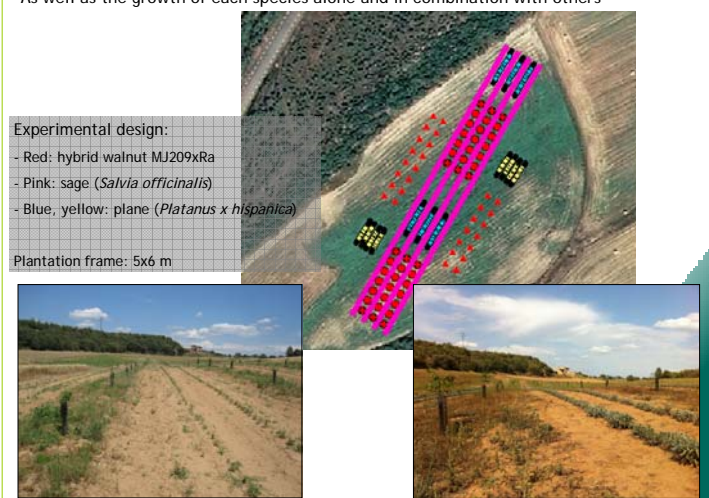 As well as the growth of each species alone and in combination with others
Experimental design:
- Red: hybrid walnut MJ209xRa
- Pink: sage (Salvia officinalis)
- Blue, yellow: plane (Platanus x hispanica)
Plantation frame: 5x6 m